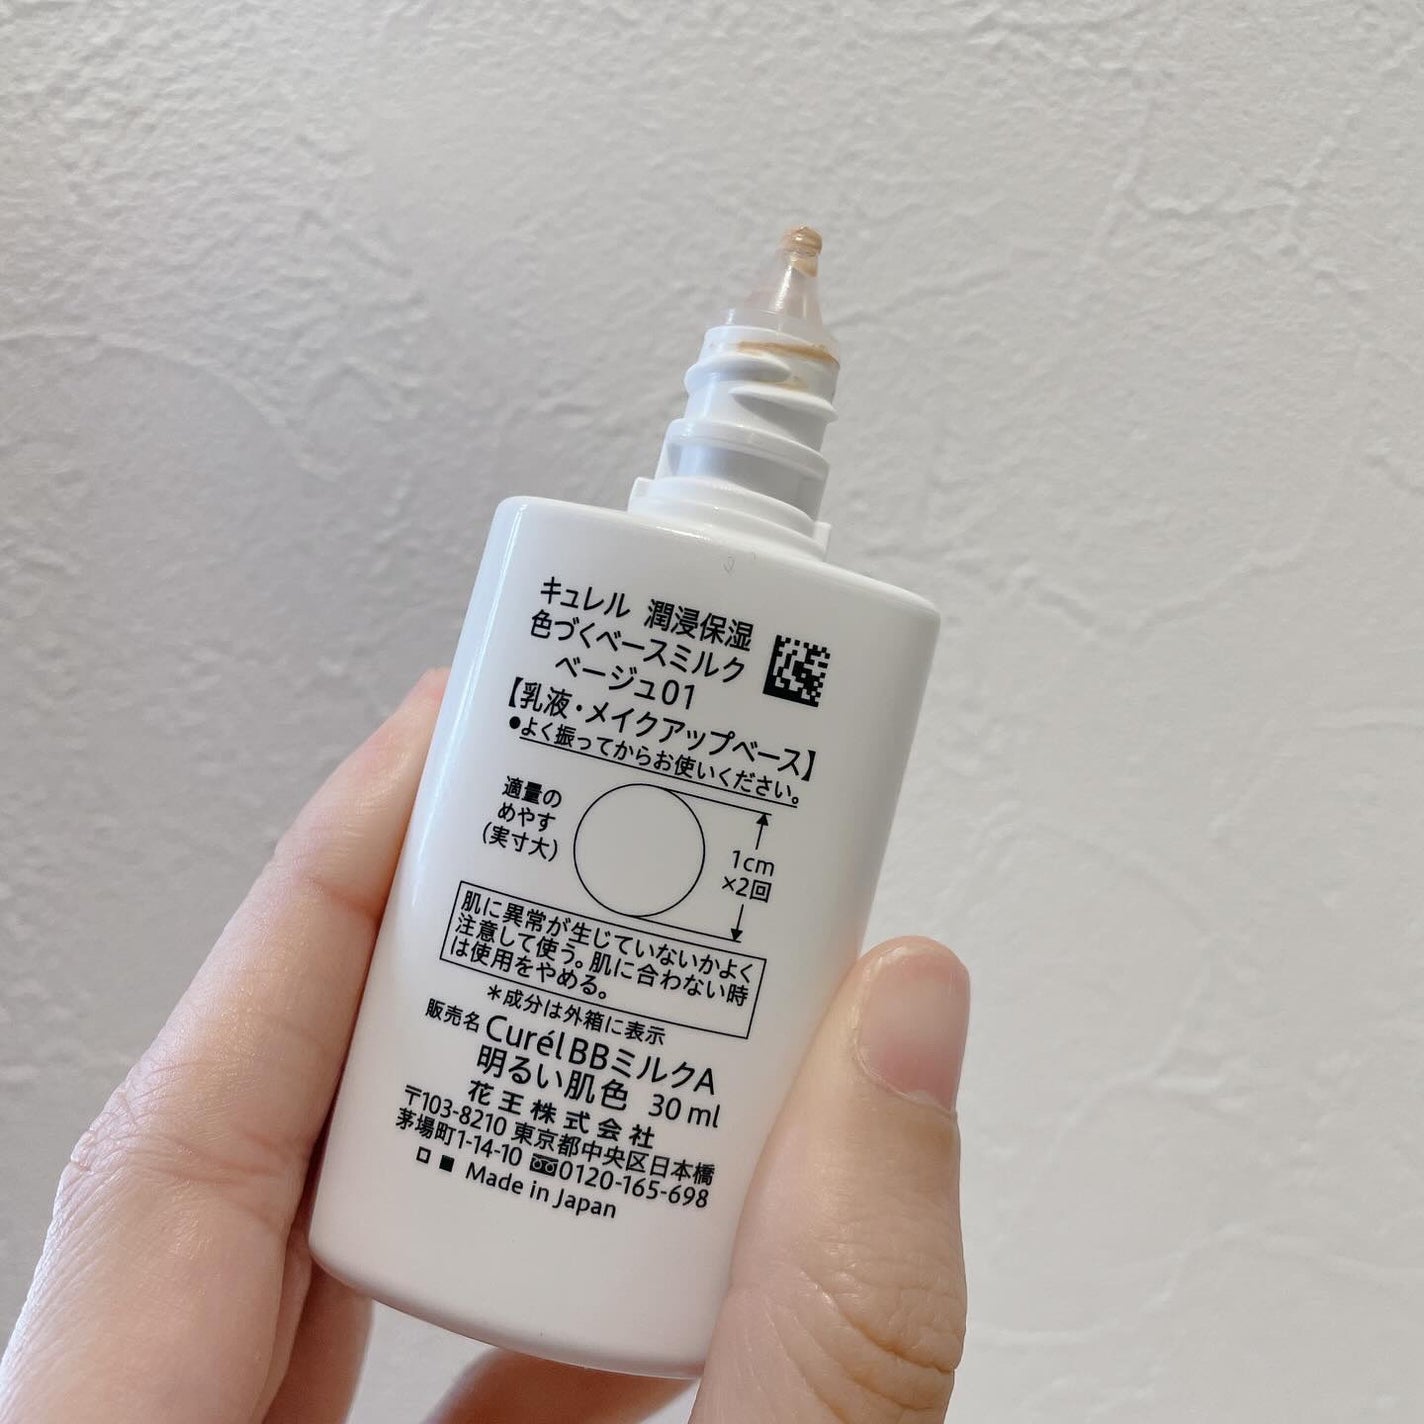 キュレル 潤浸保湿
色づくベースミルク
ベージュ01
【乳液・メイクアップベース】
●よく振ってからお使いください。
適量の
めやす
(実寸大)
1cm
×2回
肌に異常が生じていないかよく
注意して使う。肌に合わない時
は使用をやめる。
*成分は外箱に表示
販売名 Curél BBミルクA
明るい肌色 30ml
花王株式会社
〒103-8210 東京都中央区日本橋
茅場町1-14-10 0120-165-698
Made in Japan